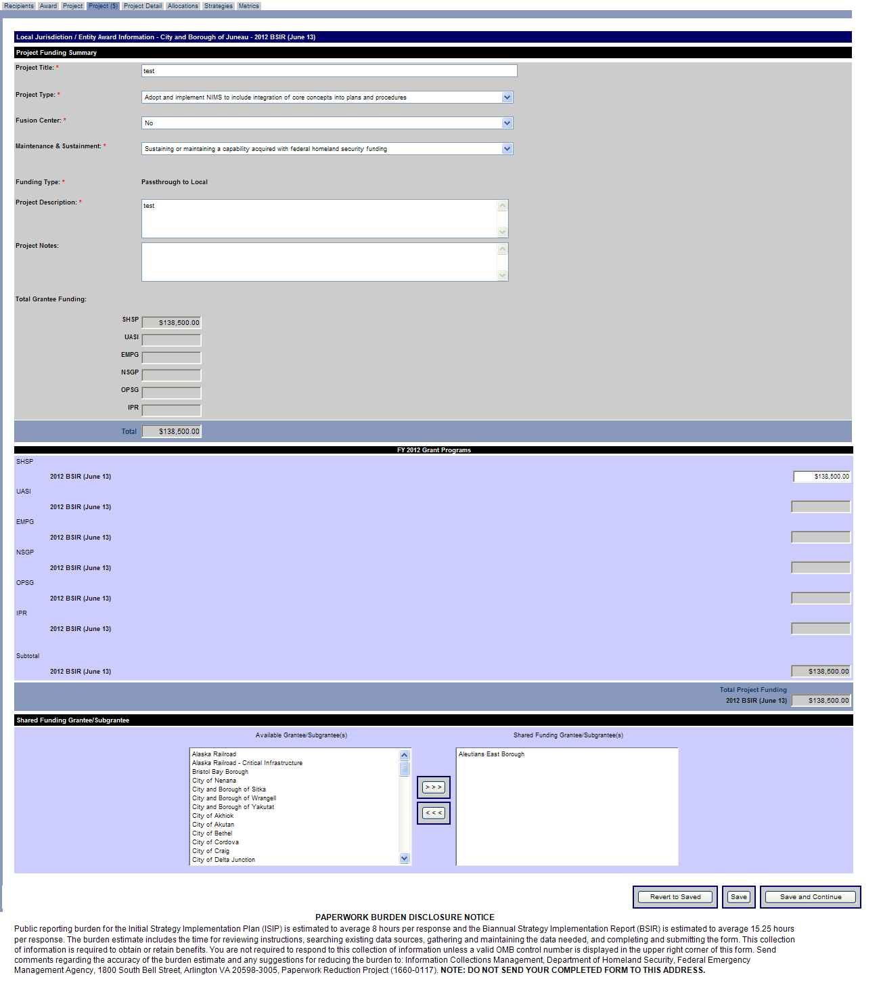 Recipients Award Project Project ($) Project Detail Allocations Strategies Metrics
Local Jurisdiction / Entity Award Information - City and Borough of Juneau - 2012 BSIR (June 13)
Project Funding Summary
Project Title: * test
Project Type: * Adopt and implement NIMS to include integration of core concepts into plans and procedures
Fusion Center: * No
Maintenance & Sustainment: * Sustaining or maintaining a capability acquired with federal homeland security funding
Funding Type: * Passthrough to Local
Project Description: * test
Project Notes:
Total Grantee Funding:
SHSP $138,500.00
UASI
EMPG
NSGP
OPSG
IPR
Total $138,500.00
FY 2012 Grant Programs
SHSP
2012 BSIR (June 13) $138,500.00
UASI
2012 BSIR (June 13)
EMPG
2012 BSIR (June 13)
NSGP
2012 BSIR (June 13)
OPSG
2012 BSIR (June 13)
IPR
2012 BSIR (June 13)
Subtotal
2012 BSIR (June 13) $138,500.00
Total Project Funding
2012 BSIR (June 13) $138,500.00
Shared Funding Grantee/Subgrantee
Available Grantee/Subgrantee(s)
Alaska Railroad
Alaska Railroad - Critical Infrastructure
Bristol Bay Borough
City of Nenana
City and Borough of Sitka
City and Borough of Wrangell
City and Borough of Yakutat
City of Akhiok
City of Akutan
City of Bethel
City of Cordova
City of Craig
City of Delta Junction
> > >
< < <
Shared Funding Grantee/Subgrantee(s)
Aleutians East Borough
Revert to Saved Save Save and Continue
PAPERWORK BURDEN DISCLOSURE NOTICE
Public reporting burden for the Initial Strategy Implementation Plan (ISIP) is estimated to average 8 hours per response and the Biannual Strategy Implementation Report (BSIR) is estimated to average 15.25 hours
per response. The burden estimate includes the time for reviewing instructions, searching existing data sources, gathering and maintaining the data needed, and completing and submitting the form. This collection
of information is required to obtain or retain benefits. You are not required to respond to this collection of information unless a valid OMB control number is displayed in the upper right corner of this form. Send
comments regarding the accuracy of the burden estimate and any suggestions for reducing the burden to: Information Collections Management, Department of Homeland Security, Federal Emergency
Management Agency, 1800 South Bell Street, Arlington VA 20598-3005, Paperwork Reduction Project (1660-0117). NOTE: DO NOT SEND YOUR COMPLETED FORM TO THIS ADDRESS.